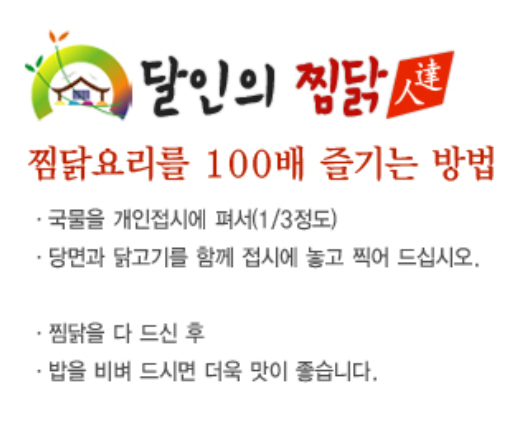 달인의 찜닭 達人
찜닭요리를 100배 즐기는 방법
· 국물을 개인접시에 펴서(1/3정도)
· 당면과 닭고기를 함께 접시에 놓고 찍어 드십시오.
· 찜닭을 다 드신 후
· 밥을 비벼 드시면 더욱 맛이 좋습니다.